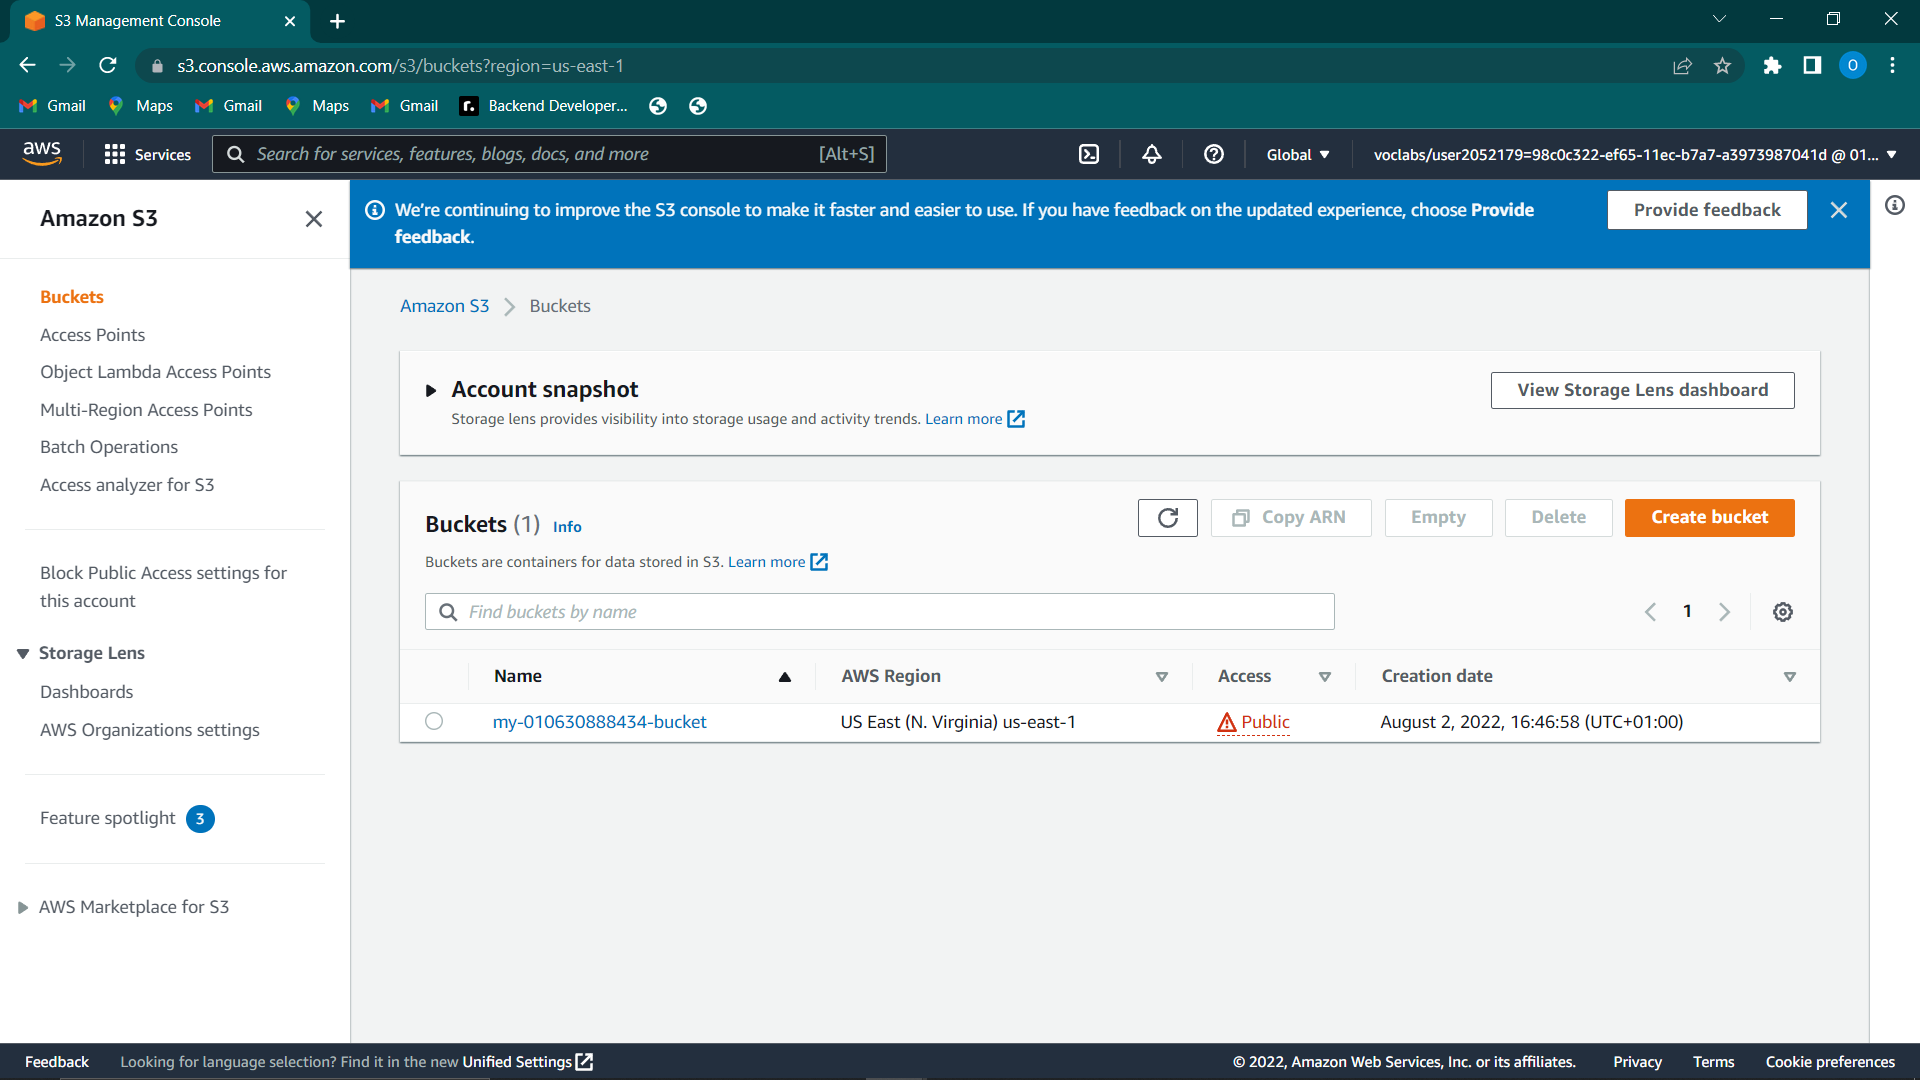 S3 Management Console
s3.console.aws.amazon.com/s3/buckets?region=us-east-1
O
Gmail
Maps
Gmail
Maps
Gmail
r.
Backend Developer...
aws
Services
Search for services, features, blogs, docs, and more
[Alt+S]
Global
voclabs/user2052179=98c0c322-ef65-11ec-b7a7-a3973987041d @ 01...
Amazon S3
We're continuing to improve the S3 console to make it faster and easier to use. If you have feedback on the updated experience, choose Provide
feedback.
Provide feedback
Buckets
Access Points
Object Lambda Access Points
Multi-Region Access Points
Batch Operations
Access analyzer for S3
Block Public Access settings for
this account
Storage Lens
Dashboards
AWS Organizations settings
Feature spotlight 3
AWS Marketplace for S3
Amazon S3
Buckets
Account snapshot
Storage lens provides visibility into storage usage and activity trends. Learn more
View Storage Lens dashboard
Buckets (1) Info
Copy ARN
Empty
Delete
Create bucket
Buckets are containers for data stored in S3. Learn more
Find buckets by name
1
Name
AWS Region
Access
Creation date
my-010630888434-bucket
US East (N. Virginia) us-east-1
Public
August 2, 2022, 16:46:58 (UTC+01:00)
Feedback
Looking for language selection? Find it in the new Unified Settings
© 2022, Amazon Web Services, Inc. or its affiliates.
Privacy
Terms
Cookie preferences